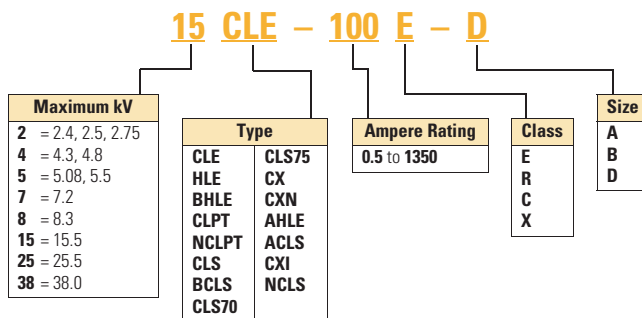 15 CLE – 100 E – D
Maximum kV
2 = 2.4, 2.5, 2.75
4 = 4.3, 4.8
5 = 5.08, 5.5
7 = 7.2
8 = 8.3
15 = 15.5
25 = 25.5
38 = 38.0
Type
CLE CLS75
HLE CX
BHLE CXN
CLPT AHLE
NCLPT ACLS
CLS CXI
BCLS NCLS
CLS70
Ampere Rating
0.5 to 1350
Class
E
R
C
X
Size
A
B
D